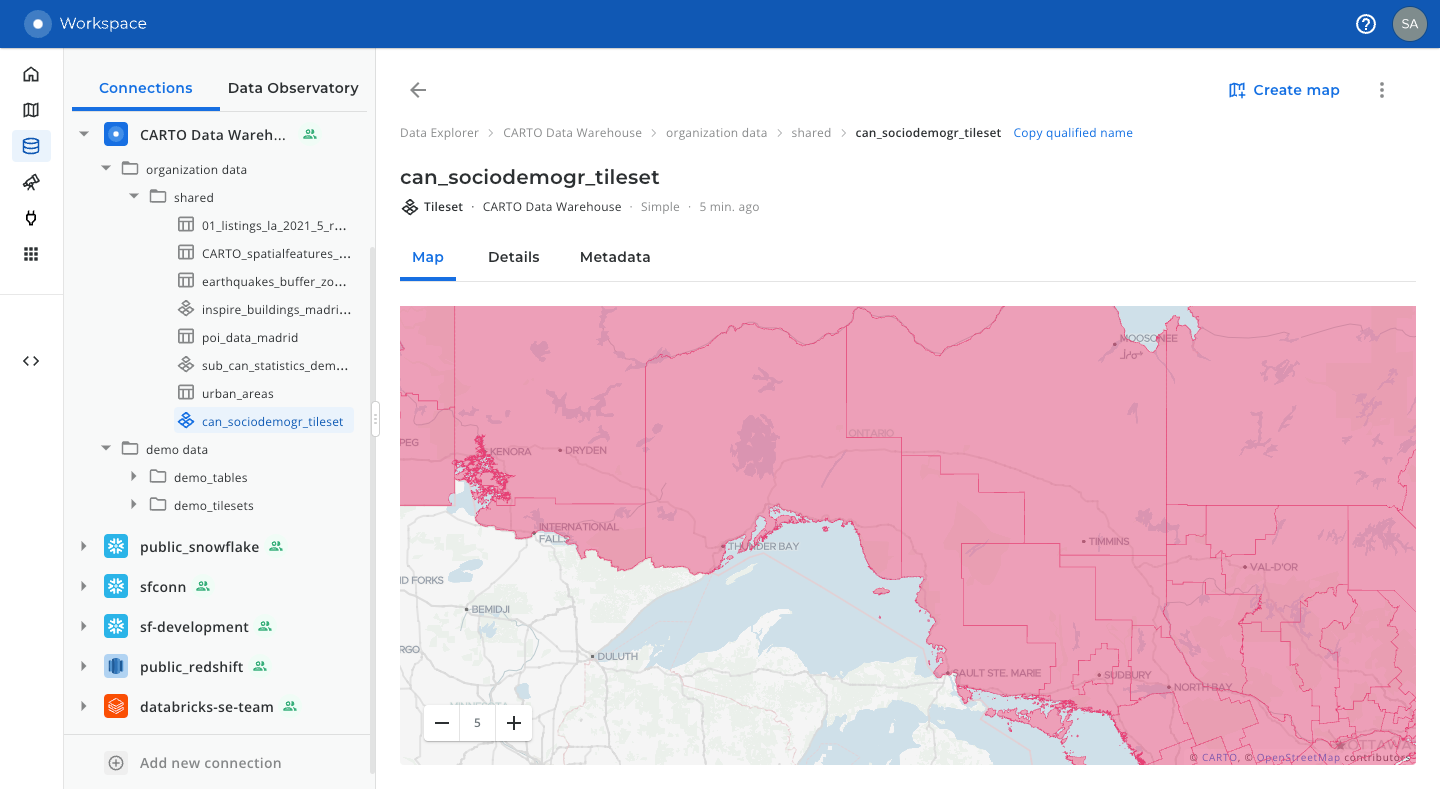 Workspace
SA
Connections
Data Observatory
CARTO Data Wareh...
organization data
shared
01_listings_la_2021_5_r...
CARTO_spatialfeatures_...
earthquakes_buffer_zo...
inspire_buildings_madri...
poi_data_madrid
sub_can_statistics_dem...
urban_areas
can_sociodemogr_tileset
demo data
demo_tables
demo_tilesets
public_snowflake
sfconn
sf-development
public_redshift
databricks-se-team
Add new connection
Create map
Data Explorer > CARTO Data Warehouse > organization data > shared > can_sociodemogr_tileset Copy qualified name
can_sociodemogr_tileset
Tileset · CARTO Data Warehouse · Simple · 5 min. ago
Map
Details
Metadata
MOOSONEE
ONTARIO
PEG
KENORA
DRYDEN
INTERNATIONAL
FALLS
THUNDER BAY
TIMMINS
VAL-D'OR
ND FORKS
BEMIDJI
RGO
DULUTH
SAULT STE. MARIE
SUDBURY
NORTH BAY
MINNESOTA
OTTAWA
5
© CARTO, © OpenStreetMap contributors